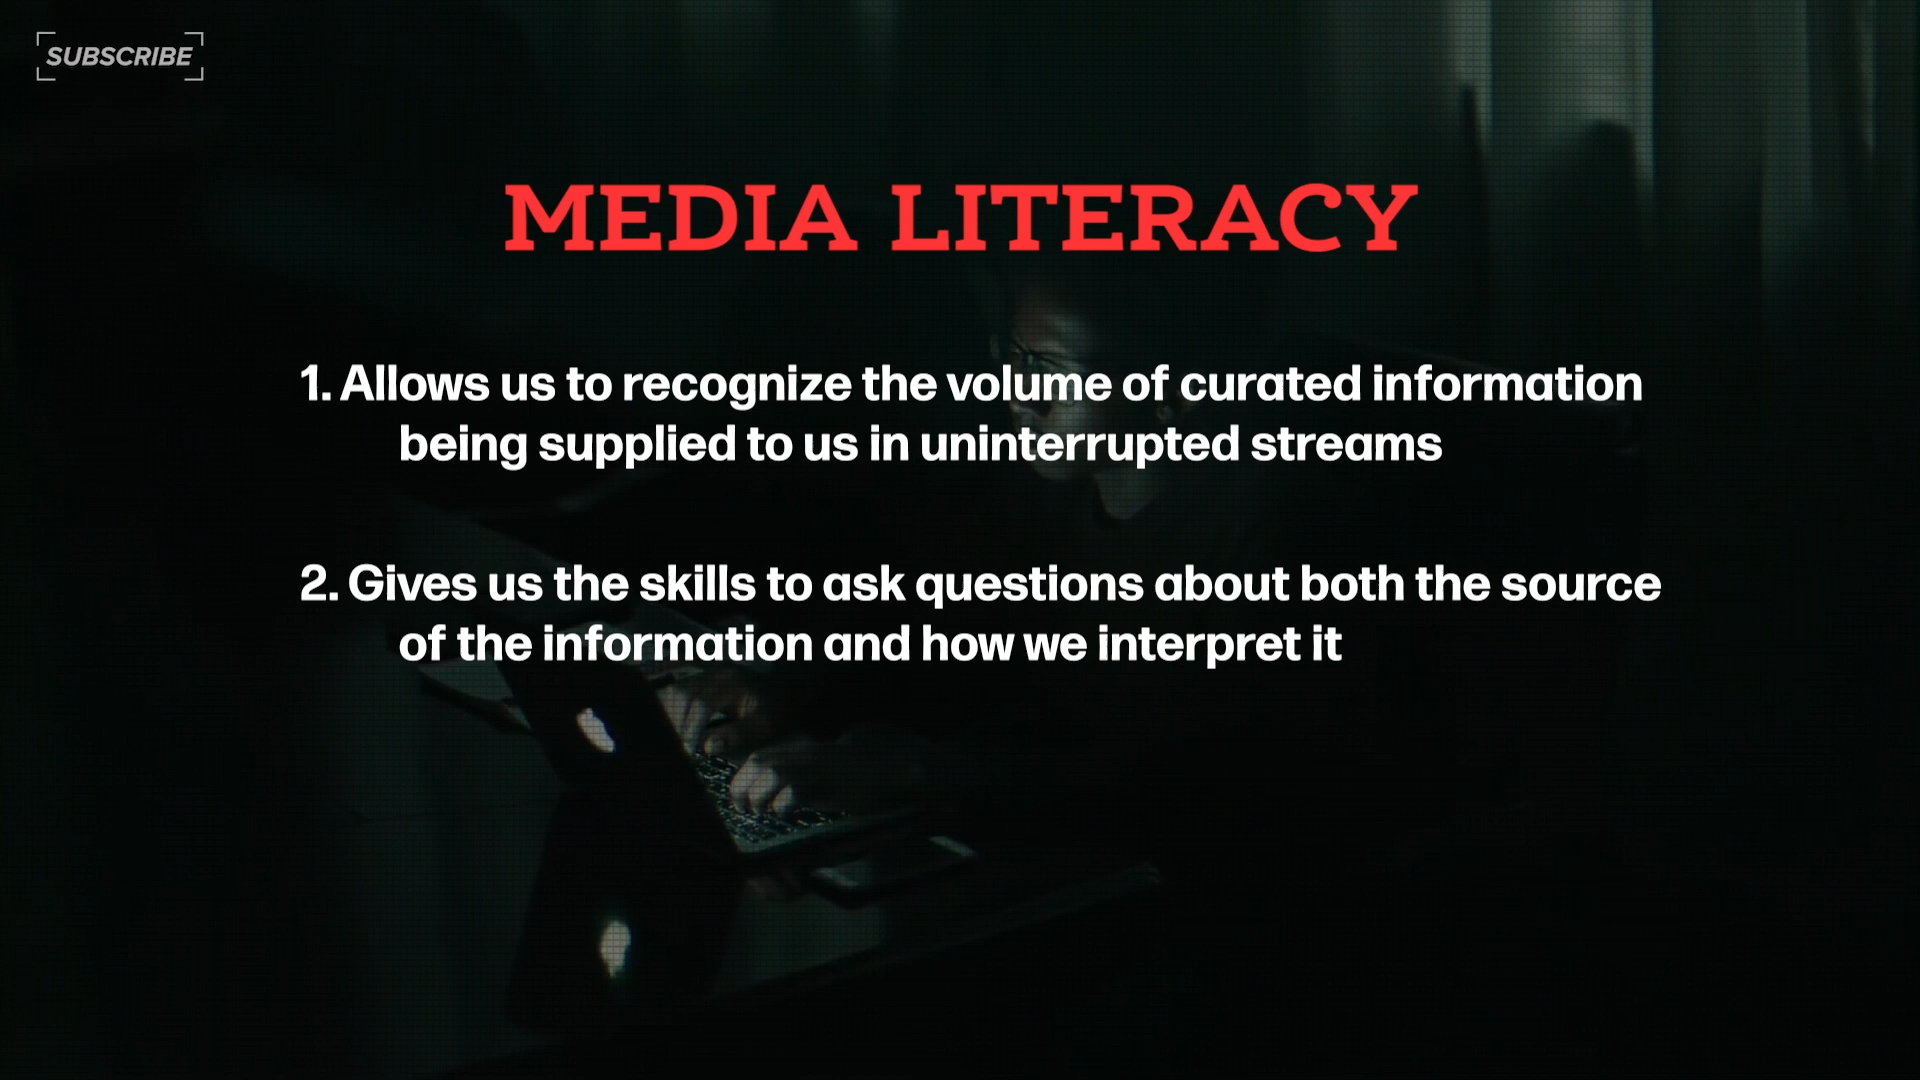 SUBSCRIBE
MEDIA LITERACY
1. Allows us to recognize the volume of curated information
being supplied to us in uninterrupted streams
2. Gives us the skills to ask questions about both the source
of the information and how we interpret it